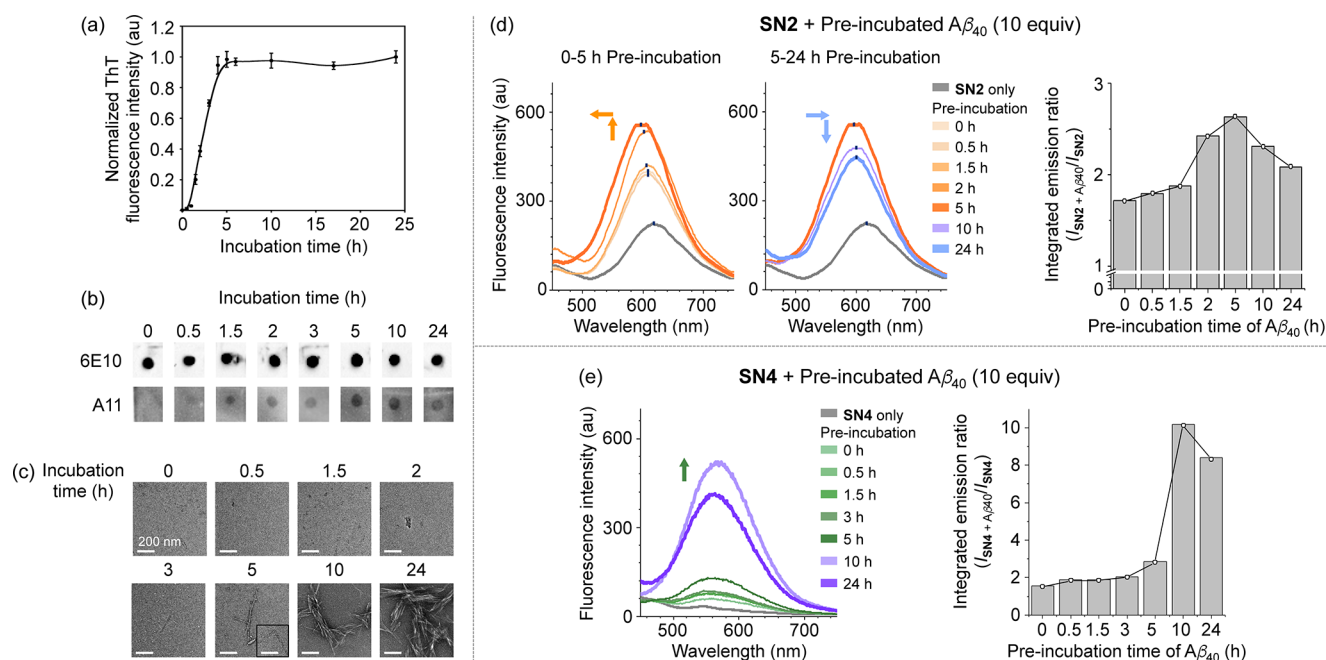 (a)
Normalized ThT
fluorescence intensity (au)
1.0
0.8
0.6
0.4
0.2
0 5 10 15 20 25
Incubation time (h)
(b)
Incubation time (h)
0 0.5 1.5 2 3 5 10 24
6E10
A11
(c) Incubation
time (h)
0 0.5 1.5 2
200 nm
3 5 10 24
(d)
SN2 + Pre-incubated Aβ40 (10 equiv)
0-5 h Pre-incubation
5-24 h Pre-incubation
Fluorescence intensity (au)
600
300
0
500 600 700
Wavelength (nm)
600
300
0
500 600 700
Wavelength (nm)
SN2 only
Pre-incubation
0 h
0.5 h
1.5 h
2 h
5 h
10 h
24 h
Integrated emission ratio
(ISN2 + Aβ40/ISN2)
3
2
1
0
0 0.5 1.5 2 5 10 24
Pre-incubation time of Aβ40 (h)
(e)
SN4 + Pre-incubated Aβ40 (10 equiv)
Fluorescence intensity (au)
600
300
0
500 600 700
Wavelength (nm)
SN4 only
Pre-incubation
0 h
0.5 h
1.5 h
3 h
5 h
10 h
24 h
Integrated emission ratio
(ISN4 + Aβ40/ISN4)
10
8
6
4
2
0
0 0.5 1.5 3 5 10 24
Pre-incubation time of Aβ40 (h)